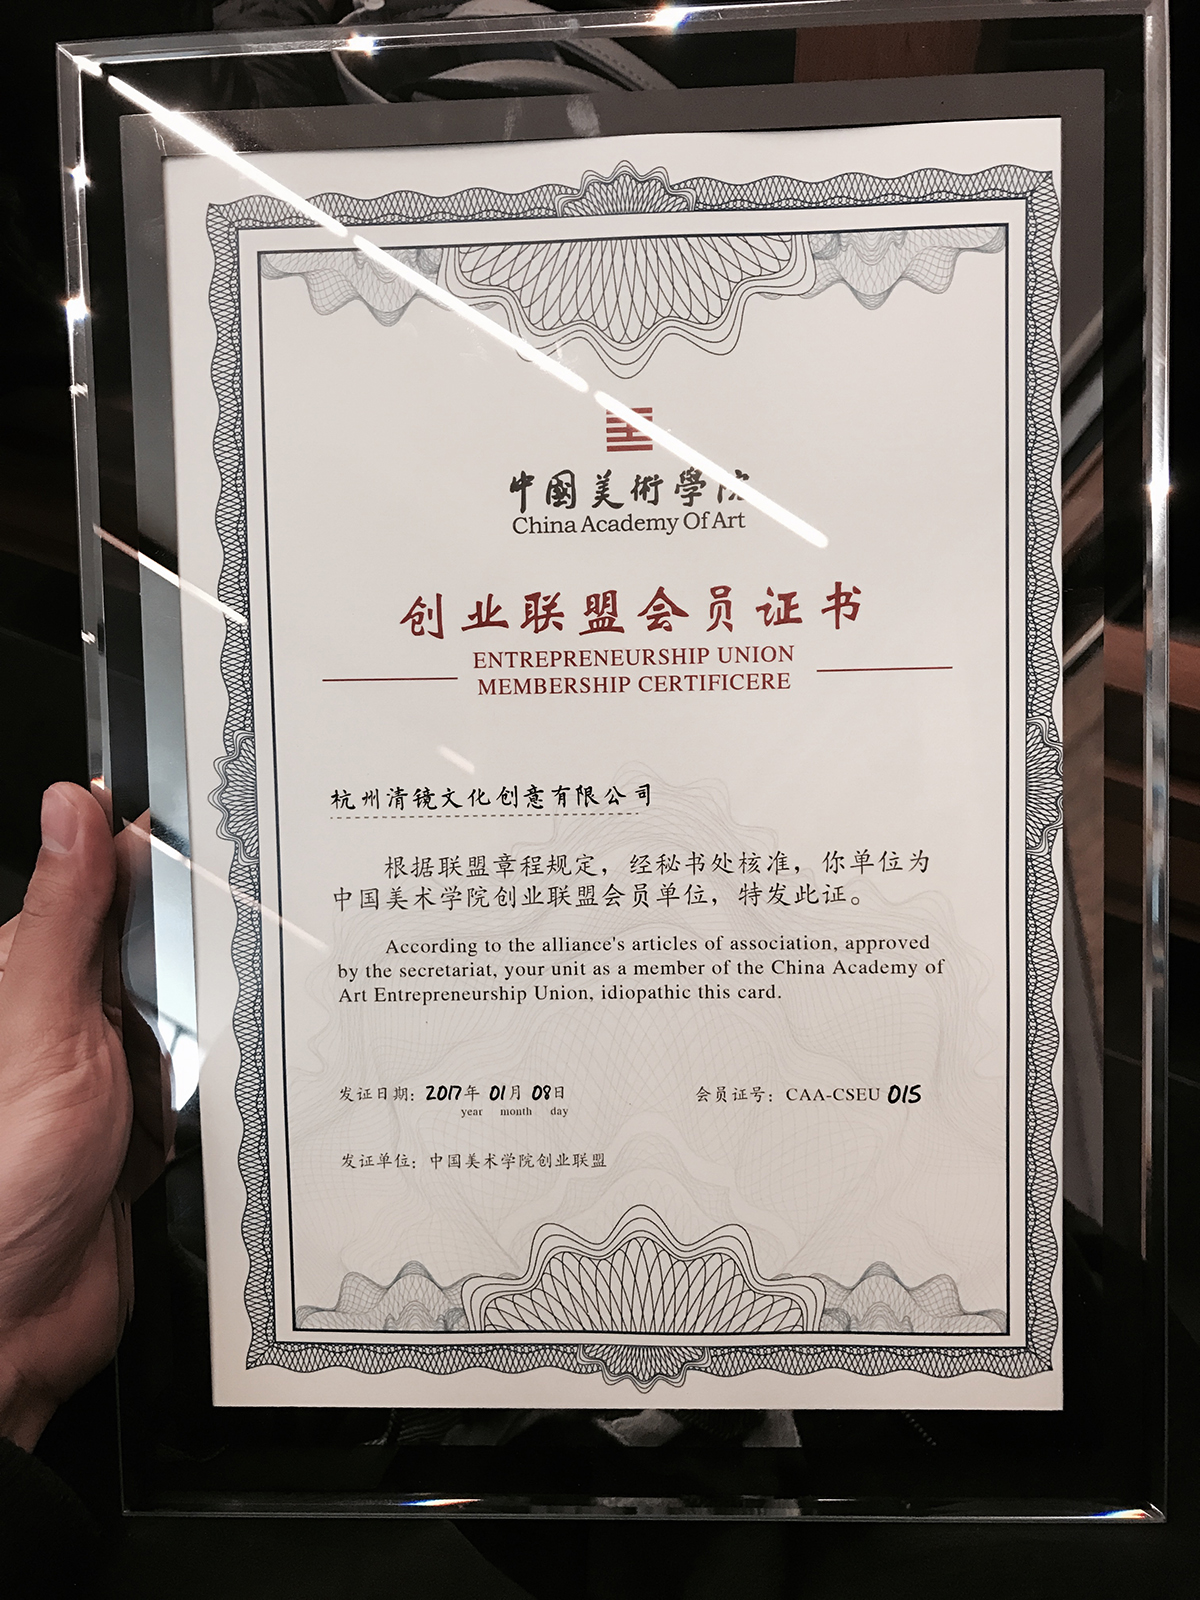 中國美術學院
China Academy Of Art
创业联盟会员证书
ENTREPRENEURSHIP UNION
MEMBERSHIP CERTIFICERE
杭州清镜文化创意有限公司
根据联盟章程规定，经秘书处核准，你单位为
中国美术学院创业联盟会员单位，特发此证。
According to the alliance's articles of association, approved
by the secretariat, your unit as a member of the China Academy of
Art Entrepreneurship Union, idiopathic this card.
发证日期：2017年 01月 08日
year month day
会员证号：CAA-CSEU 015
发证单位：中国美术学院创业联盟